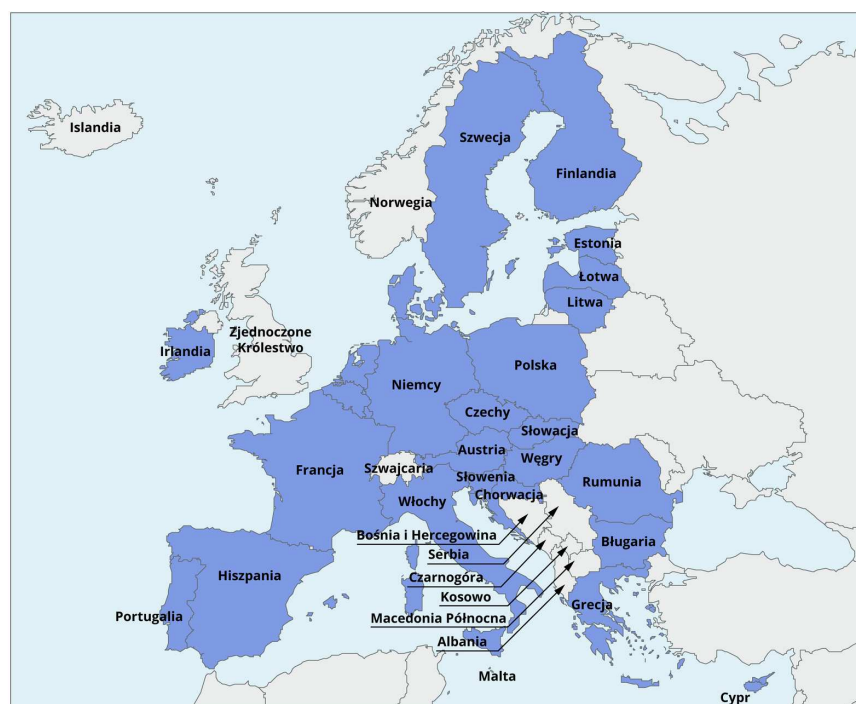 Islandia
Szwecja
Finlandia
Norwegia
Estonia
Łotwa
Litwa
Zjednoczone
Królestwo
Irlandia
Polska
Niemcy
Czechy
Słowacja
Austria
Węgry
Francja
Szwajcaria
Słowenia
Rumunia
Chorwacja
Włochy
Bośnia i Hercegowina
Bługaria
Serbia
Hiszpania
Czarnogóra
Kosowo
Grecja
Portugalia
Macedonia Północna
Albania
Malta
Cypr